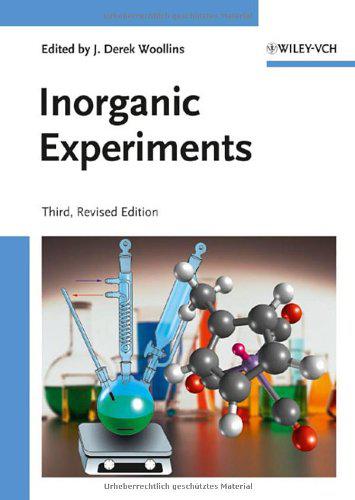 Urheberrechtlich geschütztes Material
Edited by J. Derek Woollins
WILEY-VCH
Inorganic
Experiments
Third, Revised Edition
Urheberrechtlich geschütztes Material